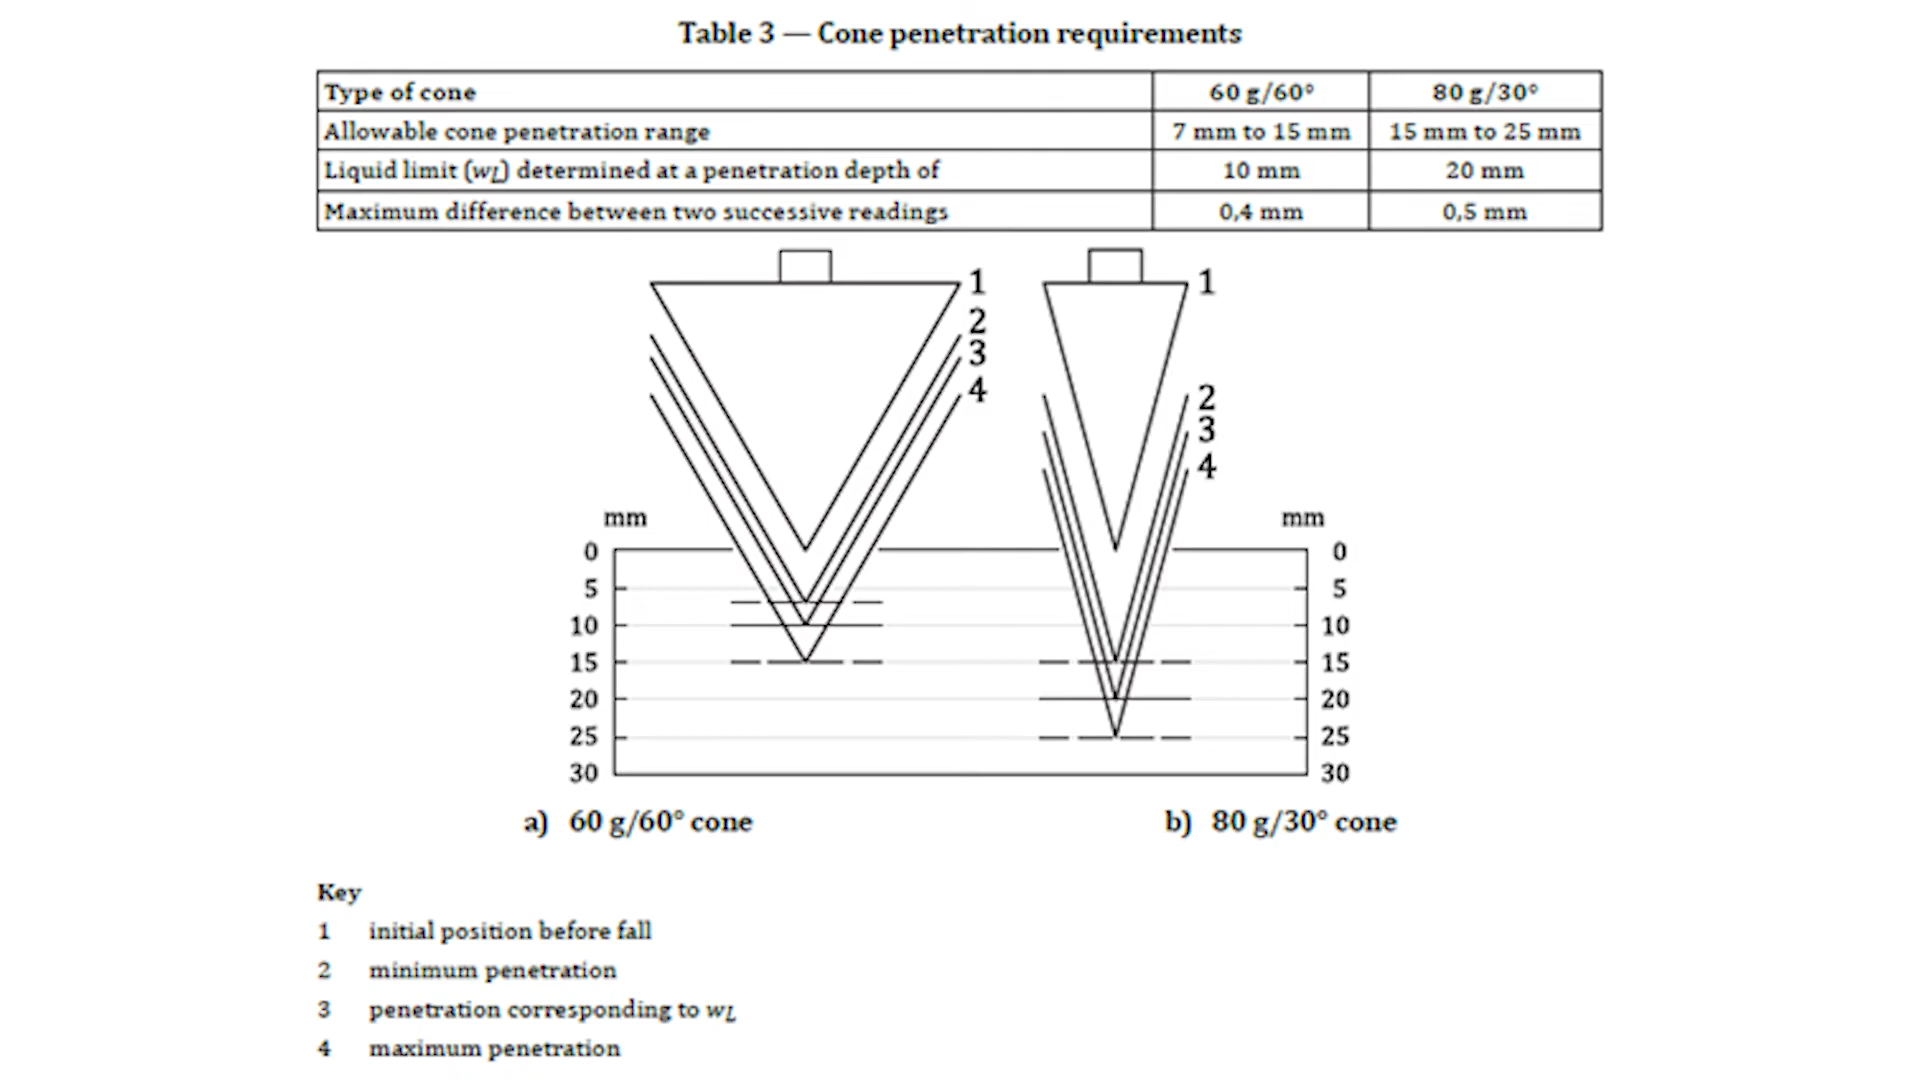 Table 3 — Cone penetration requirements
Type of cone 60 g/60° 80 g/30°
Allowable cone penetration range 7 mm to 15 mm 15 mm to 25 mm
Liquid limit (wL) determined at a penetration depth of 10 mm 20 mm
Maximum difference between two successive readings 0,4 mm 0,5 mm
1 1
2
3
4
2
3
4
mm mm
0 0
5 5
10 10
15 15
20 20
25 25
30 30
a) 60 g/60° cone b) 80 g/30° cone
Key
1 initial position before fall
2 minimum penetration
3 penetration corresponding to wL
4 maximum penetration